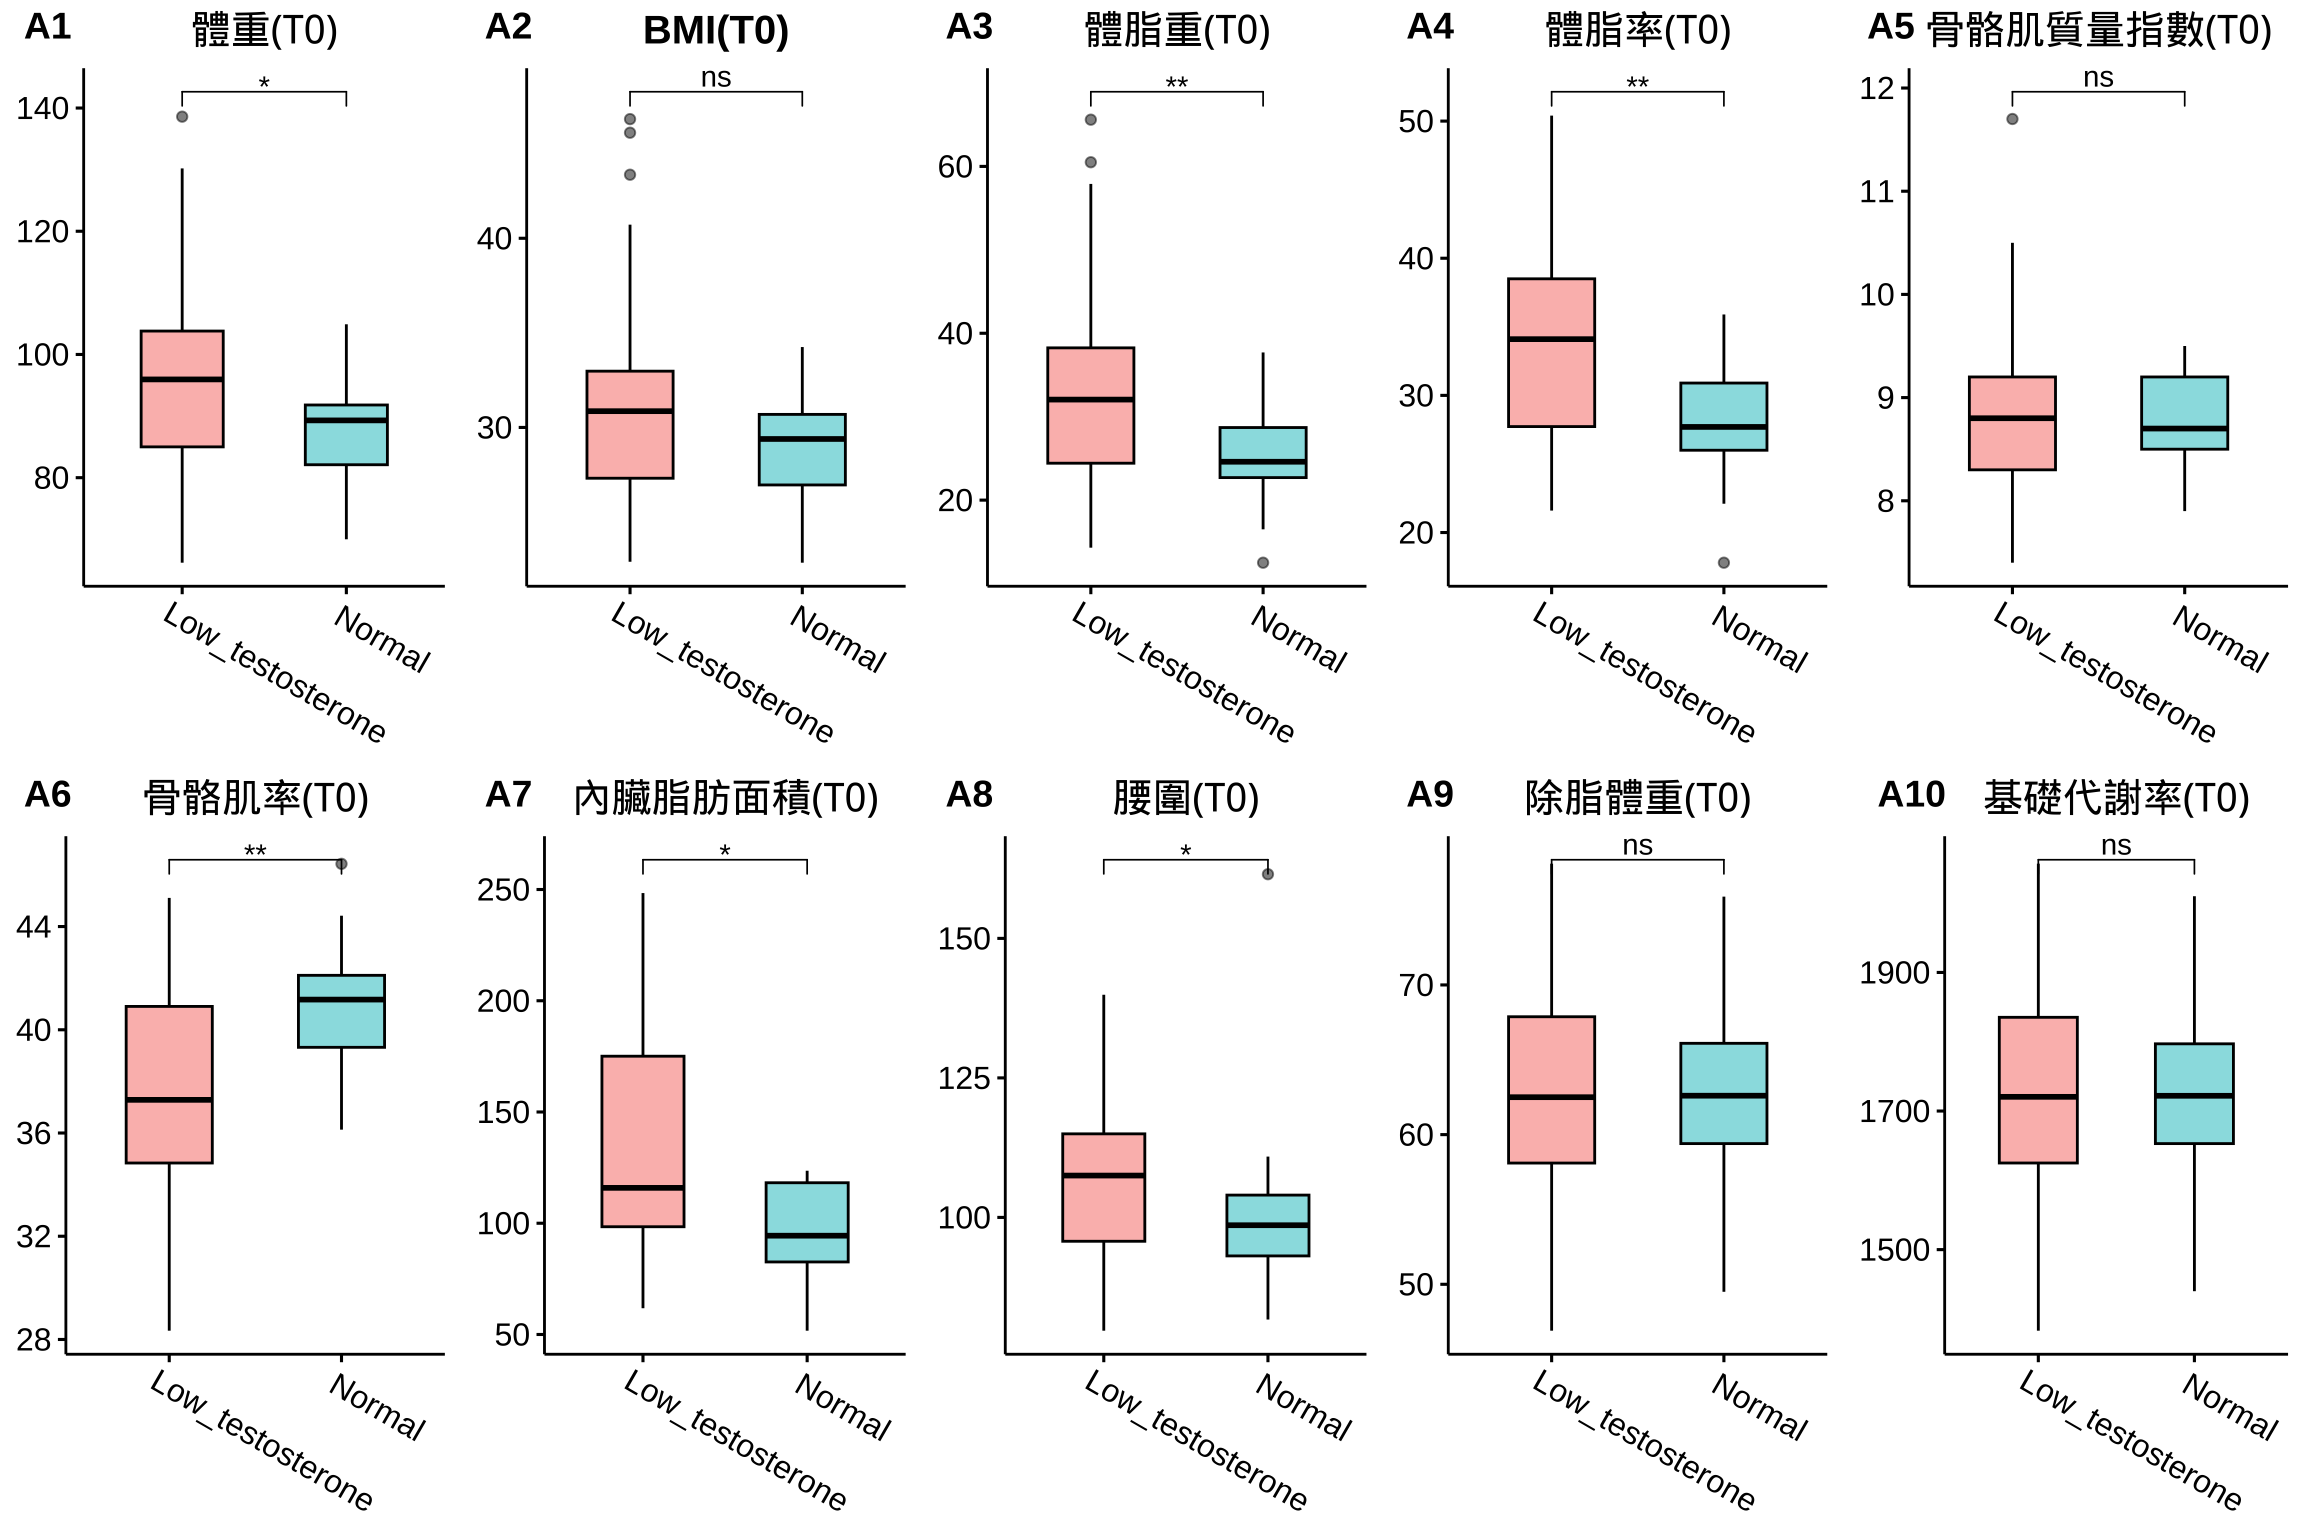 A1 體重(T0)
*
140
120
100
80
Low_testosterone
Normal
A2 BMI(T0)
ns
40
30
Low_testosterone
Normal
A3 體脂重(T0)
**
60
40
20
Low_testosterone
Normal
A4 體脂率(T0)
**
50
40
30
20
Low_testosterone
Normal
A5 骨骼肌質量指數(T0)
ns
12
11
10
9
8
Low_testosterone
Normal
A6 骨骼肌率(T0)
**
44
40
36
32
28
Low_testosterone
Normal
A7 內臟脂肪面積(T0)
*
250
200
150
100
50
Low_testosterone
Normal
A8 腰圍(T0)
*
150
125
100
Low_testosterone
Normal
A9 除脂體重(T0)
ns
70
60
50
Low_testosterone
Normal
A10 基礎代謝率(T0)
ns
1900
1700
1500
Low_testosterone
Normal